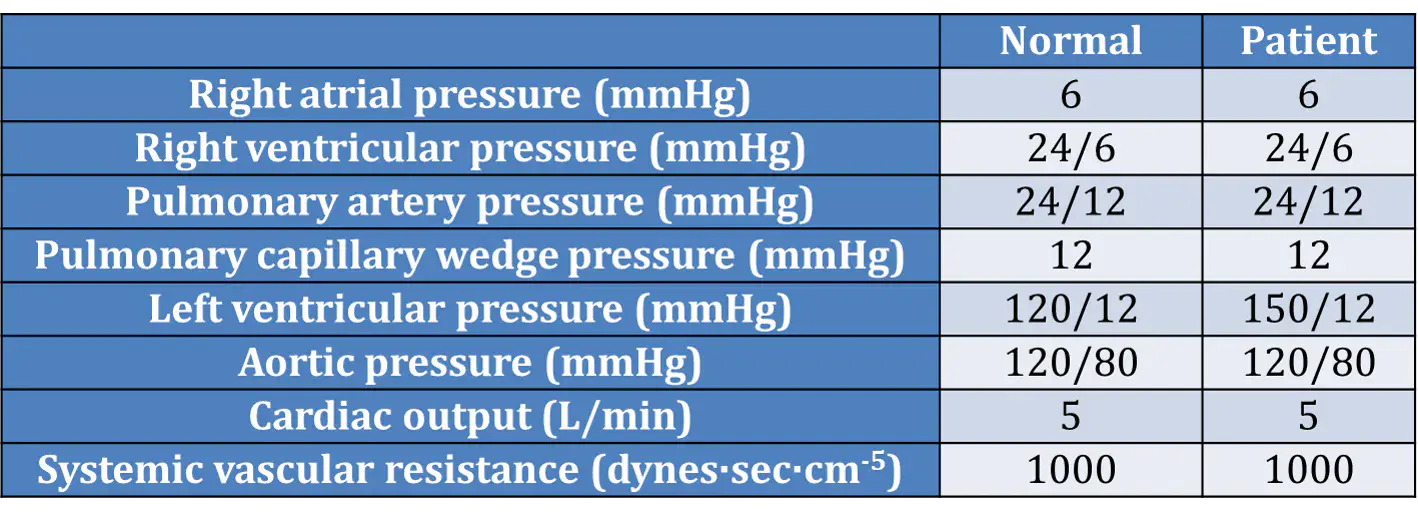 Normal Patient
Right atrial pressure (mmHg) 6 6
Right ventricular pressure (mmHg) 24/6 24/6
Pulmonary artery pressure (mmHg) 24/12 24/12
Pulmonary capillary wedge pressure (mmHg) 12 12
Left ventricular pressure (mmHg) 120/12 150/12
Aortic pressure (mmHg) 120/80 120/80
Cardiac output (L/min) 5 5
Systemic vascular resistance (dynes·sec·cm⁻⁵) 1000 1000